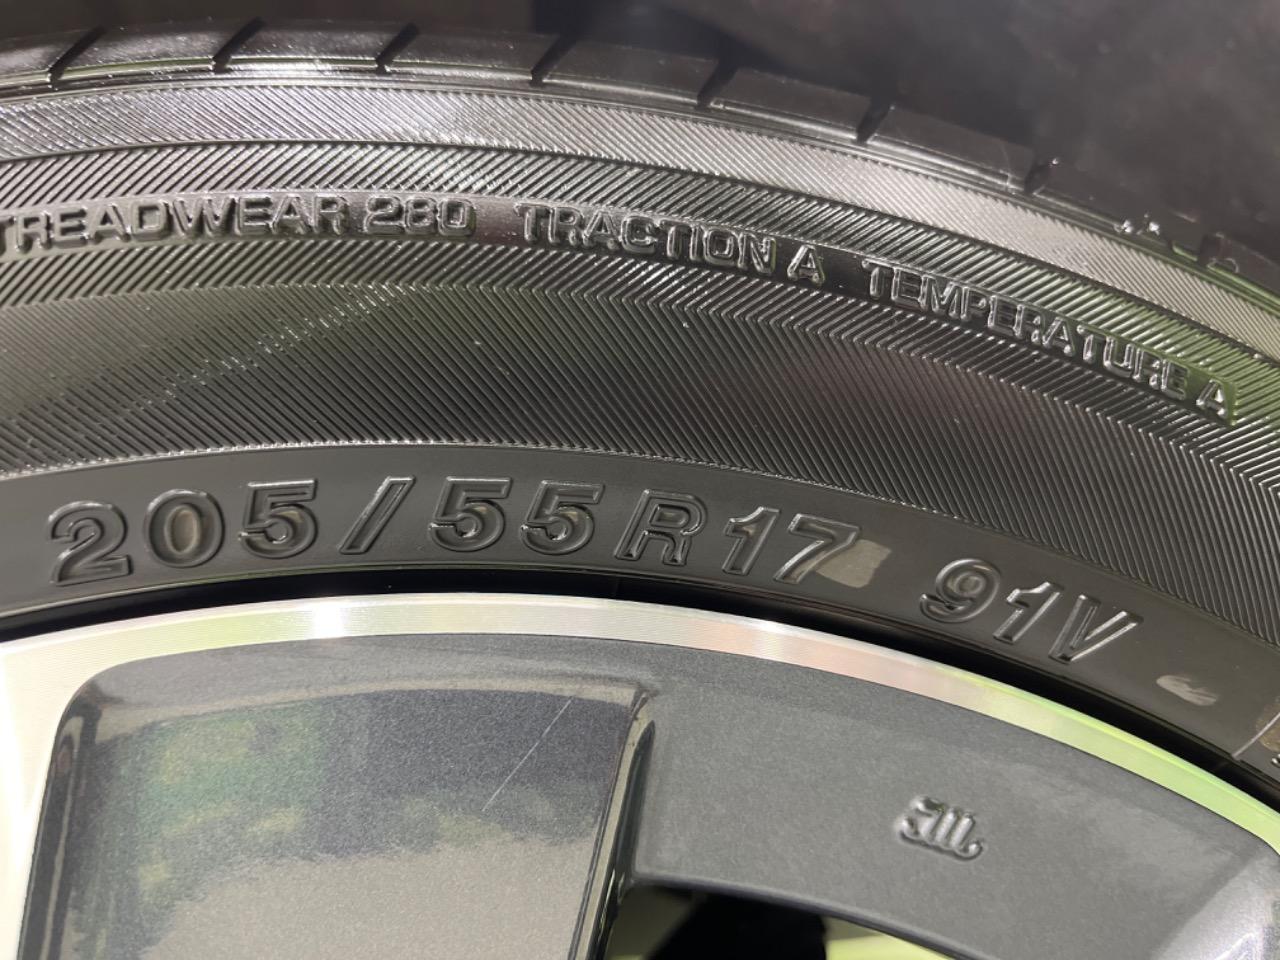 TREADWEAR 280 TRACTION A TEMPERATURE A
205/55R17 91V